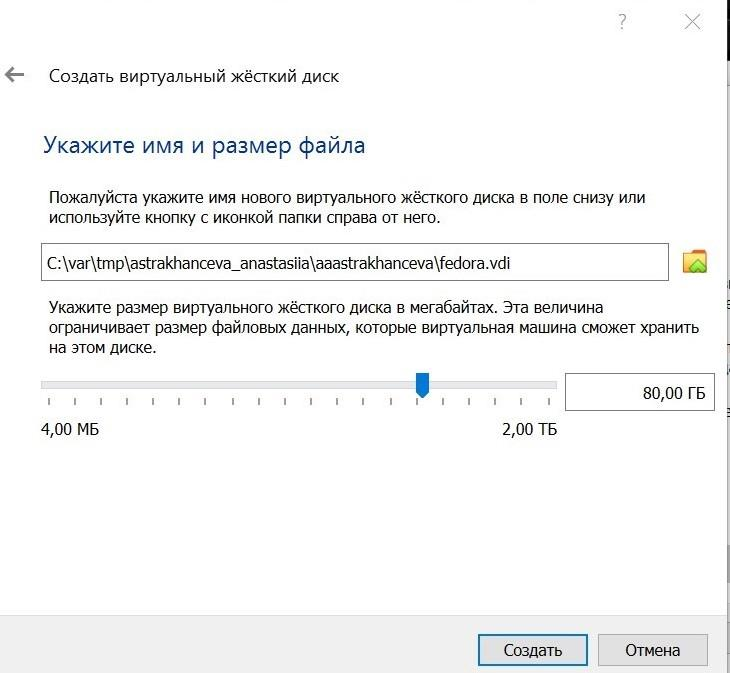 ?
Создать виртуальный жёсткий диск
Укажите имя и размер файла
Пожалуйста укажите имя нового виртуального жёсткого диска в поле снизу или
используйте кнопку с иконкой папки справа от него.
C:\var\tmp\astrakhanceva_anastasiia\aaastrakhanceva\fedora.vdi
Укажите размер виртуального жёсткого диска в мегабайтах. Эта величина
ограничивает размер файловых данных, которые виртуальная машина сможет хранить
на этом диске.
80,00 ГБ
4,00 МБ 2,00 ТБ
Создать Отмена